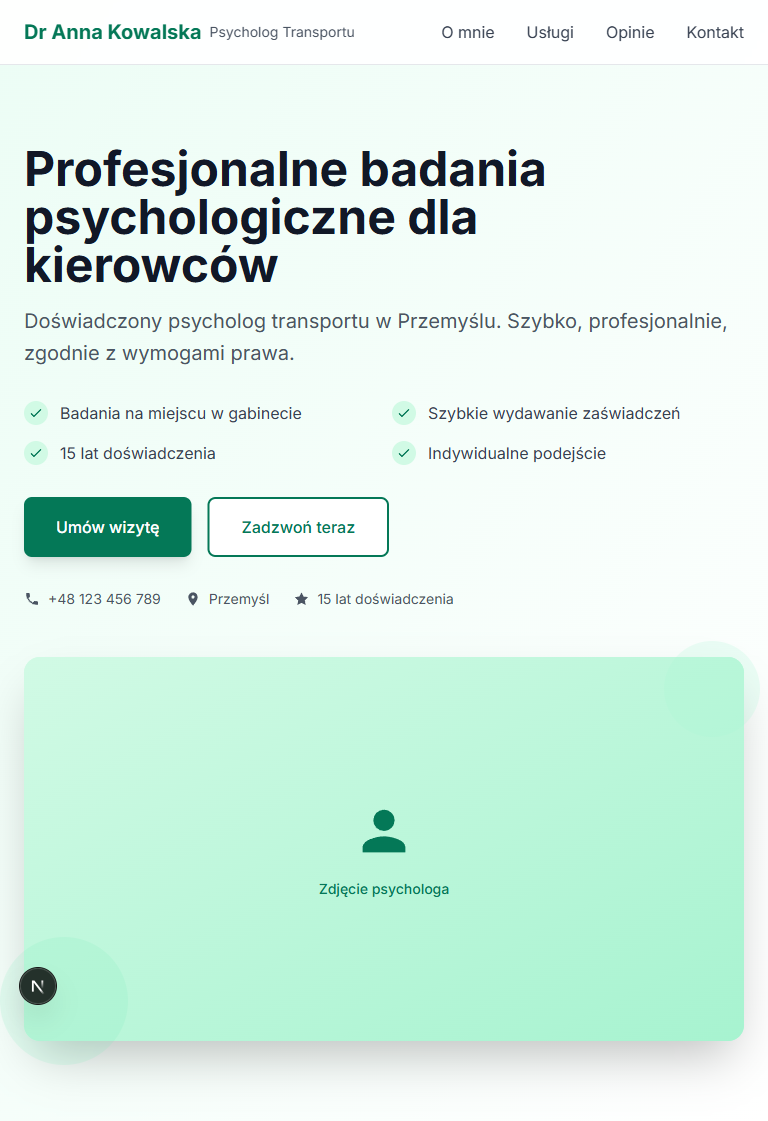 Dr Anna Kowalska Psycholog Transportu O mnie Usługi Opinie Kontakt
Profesjonalne badania
psychologiczne dla
kierowców
Doświadczony psycholog transportu w Przemyślu. Szybko, profesjonalnie,
zgodnie z wymogami prawa.
Badania na miejscu w gabinecie Szybkie wydawanie zaświadczeń
15 lat doświadczenia Indywidualne podejście
Umów wizytę Zadzwoń teraz
+48 123 456 789 Przemyśl 15 lat doświadczenia
Zdjęcie psychologa
N